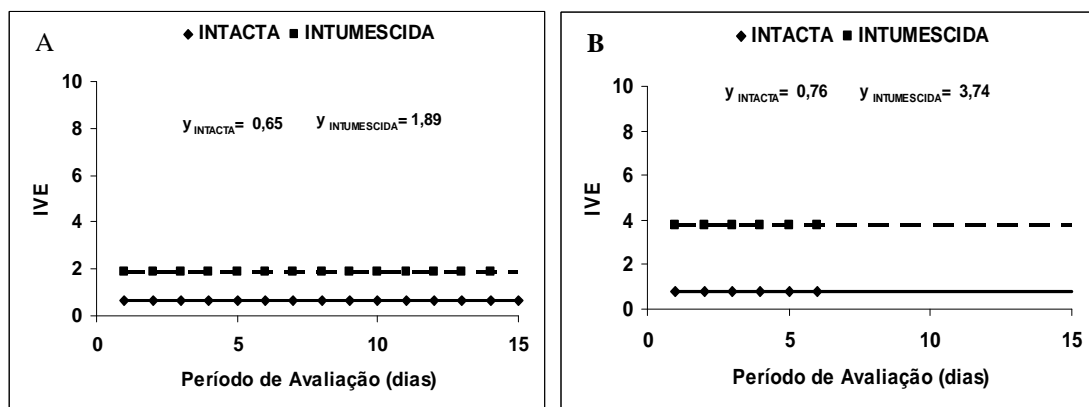 A
INTACTA INTUMESCIDA
y INTACTA= 0,65 y INTUMESCIDA=1,89
10
8
6
4
2
0
IVE
0 5 10 15
Período de Avaliação (dias)
B
INTACTA INTUMESCIDA
y INTACTA= 0,76 y INTUMESCIDA= 3,74
10
8
6
4
2
0
IVE
0 5 10 15
Período de Avaliação (dias)